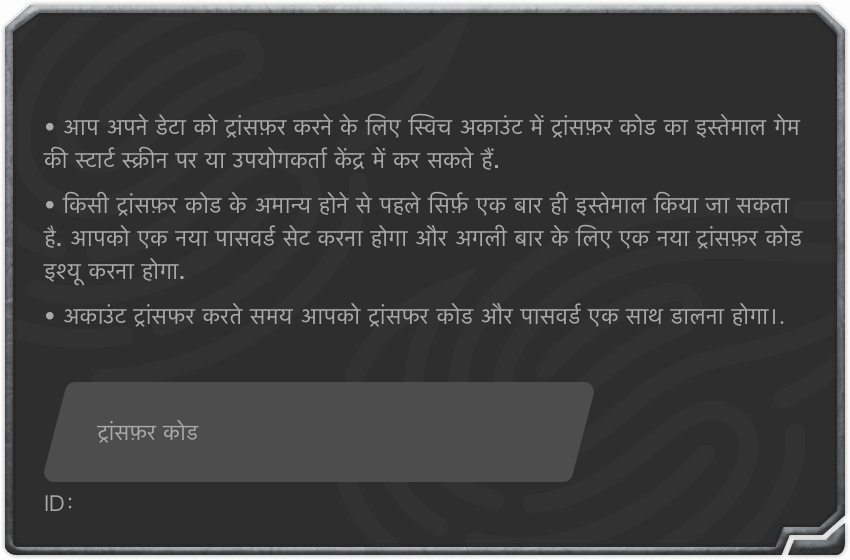 • आप अपने डेटा को ट्रांसफ़र करने के लिए स्विच अकाउंट में ट्रांसफ़र कोड का इस्तेमाल गेम
की स्टार्ट स्क्रीन पर या उपयोगकर्ता केंद्र में कर सकते हैं.
• किसी ट्रांसफ़र कोड के अमान्य होने से पहले सिर्फ़ एक बार ही इस्तेमाल किया जा सकता
है. आपको एक नया पासवर्ड सेट करना होगा और अगली बार के लिए एक नया ट्रांसफ़र कोड
इश्यू करना होगा.
• अकाउंट ट्रांसफर करते समय आपको ट्रांसफर कोड और पासवर्ड एक साथ डालना होगा।.
ट्रांसफ़र कोड
ID: